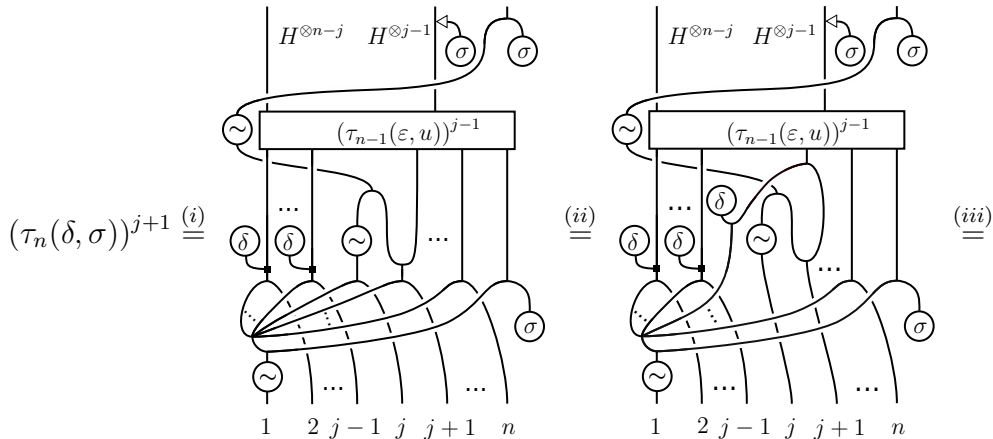 H^{⊗n−j} H^{⊗j−1} σ σ H^{⊗n−j} H^{⊗j−1} σ σ
∼ (τ_{n−1}(ε, u))^{j−1} ∼ (τ_{n−1}(ε, u))^{j−1}
... δ ...
(τ_n(δ, σ))^{j+1} (i) = δ δ ∼ ... (ii) = δ δ ∼ ... (iii) =
... ... σ ... ... σ
∼ ... ... ∼ ... ...
1 2 j − 1 j j + 1 n 1 2 j − 1 j j + 1 n